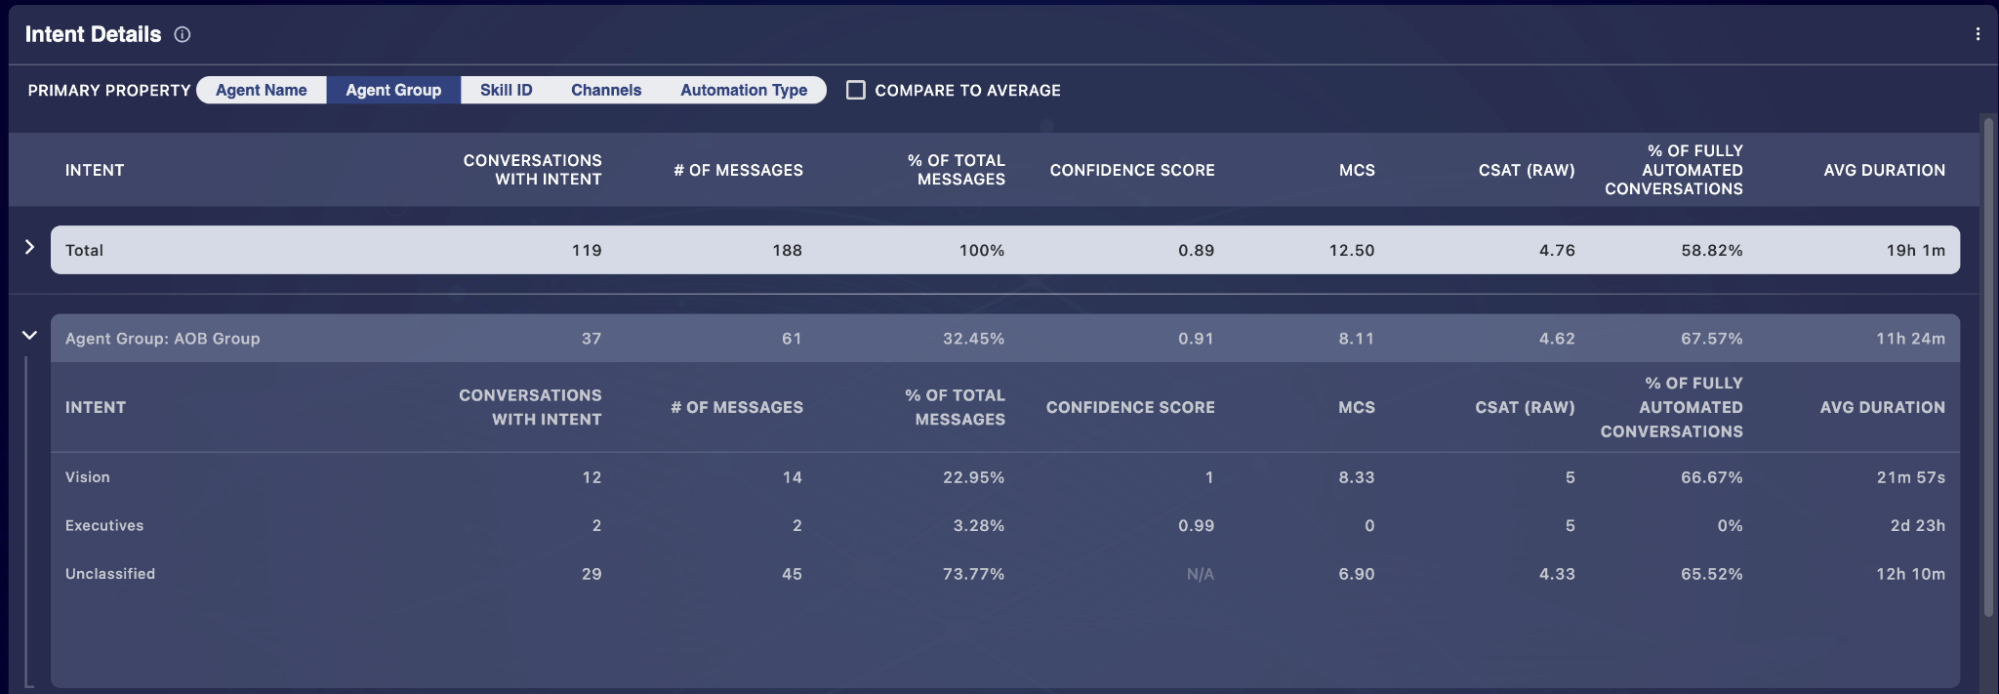 Intent Details
PRIMARY PROPERTY Agent Name Agent Group Skill ID Channels Automation Type COMPARE TO AVERAGE
INTENT CONVERSATIONS WITH INTENT # OF MESSAGES % OF TOTAL MESSAGES CONFIDENCE SCORE MCS CSAT (RAW) % OF FULLY AUTOMATED CONVERSATIONS AVG DURATION
Total 119 188 100% 0.89 12.50 4.76 58.82% 19h 1m
Agent Group: AOB Group 37 61 32.45% 0.91 8.11 4.62 67.57% 11h 24m
INTENT CONVERSATIONS WITH INTENT # OF MESSAGES % OF TOTAL MESSAGES CONFIDENCE SCORE MCS CSAT (RAW) % OF FULLY AUTOMATED CONVERSATIONS AVG DURATION
Vision 12 14 22.95% 1 8.33 5 66.67% 21m 57s
Executives 2 2 3.28% 0.99 0 5 0% 2d 23h
Unclassified 29 45 73.77% N/A 6.90 4.33 65.52% 12h 10m